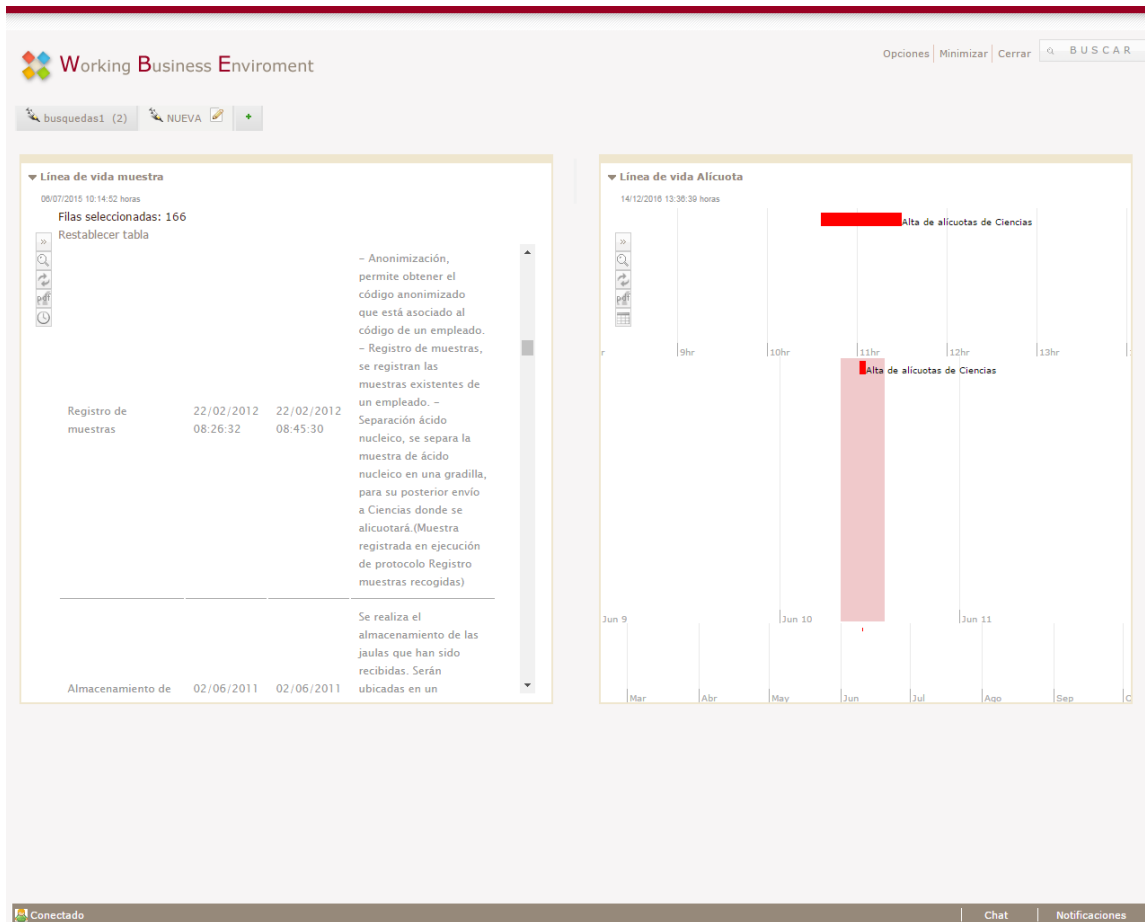 Working Business Enviroment
Opciones Minimizar Cerrar BUSCAR
busquedas1 (2) NUEVA +
Línea de vida muestra
06/07/2015 10:14:52 horas
Filas seleccionadas: 166
Restablecer tabla
»
pdf
Registro de
muestras
22/02/2012
08:26:32
22/02/2012
08:45:30
– Anonimización,
permite obtener el
código anonimizado
que está asociado al
código de un empleado.
– Registro de muestras,
se registran las
muestras existentes de
un empleado. –
Separación ácido
nucleico, se separa la
muestra de ácido
nucleico en una gradilla,
para su posterior envío
a Ciencias donde se
alicuotará.(Muestra
registrada en ejecución
de protocolo Registro
muestras recogidas)
Almacenamiento de
02/06/2011
02/06/2011
Se realiza el
almacenamiento de las
jaulas que han sido
recibidas. Serán
ubicadas en un
Línea de vida Alícuota
14/12/2016 13:36:39 horas
Alta de alicuotas de Ciencias
»
pdf
r 9hr 10hr 11hr 12hr 13hr
Alta de alicuotas de Ciencias
Jun 9 Jun 10 Jun 11
Mar Abr May Jun Jul Ago Sep
Conectado Chat Notificaciones